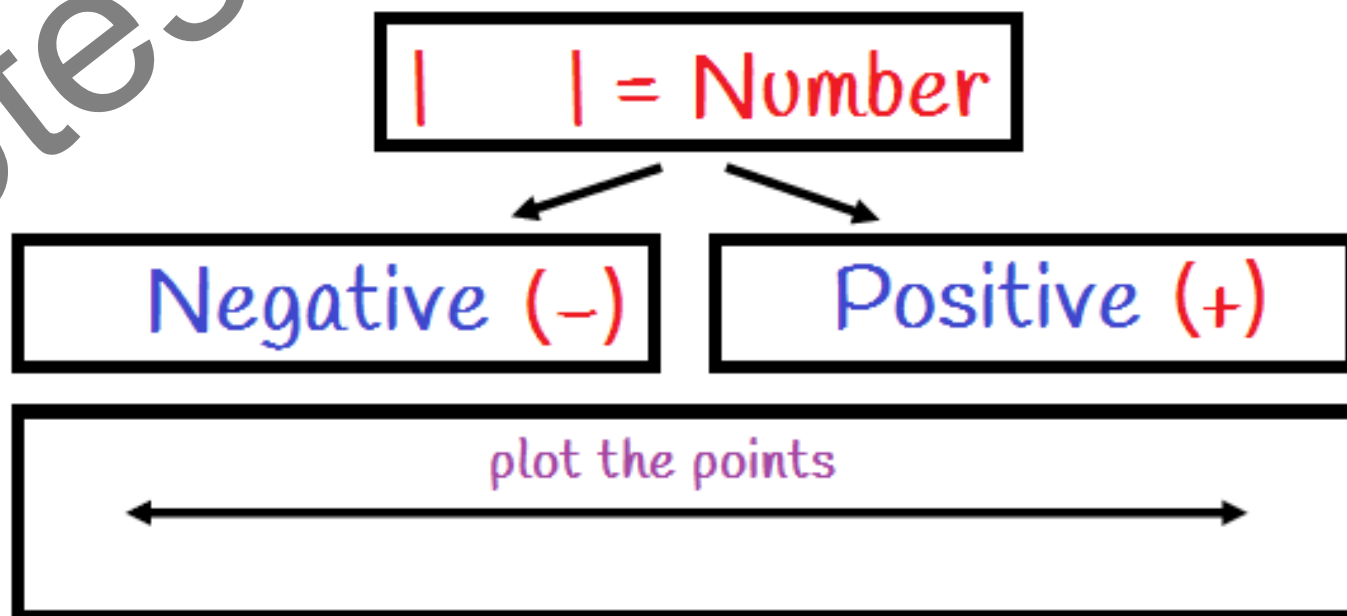 | | = Number
Negative (-)
Positive (+)
plot the points